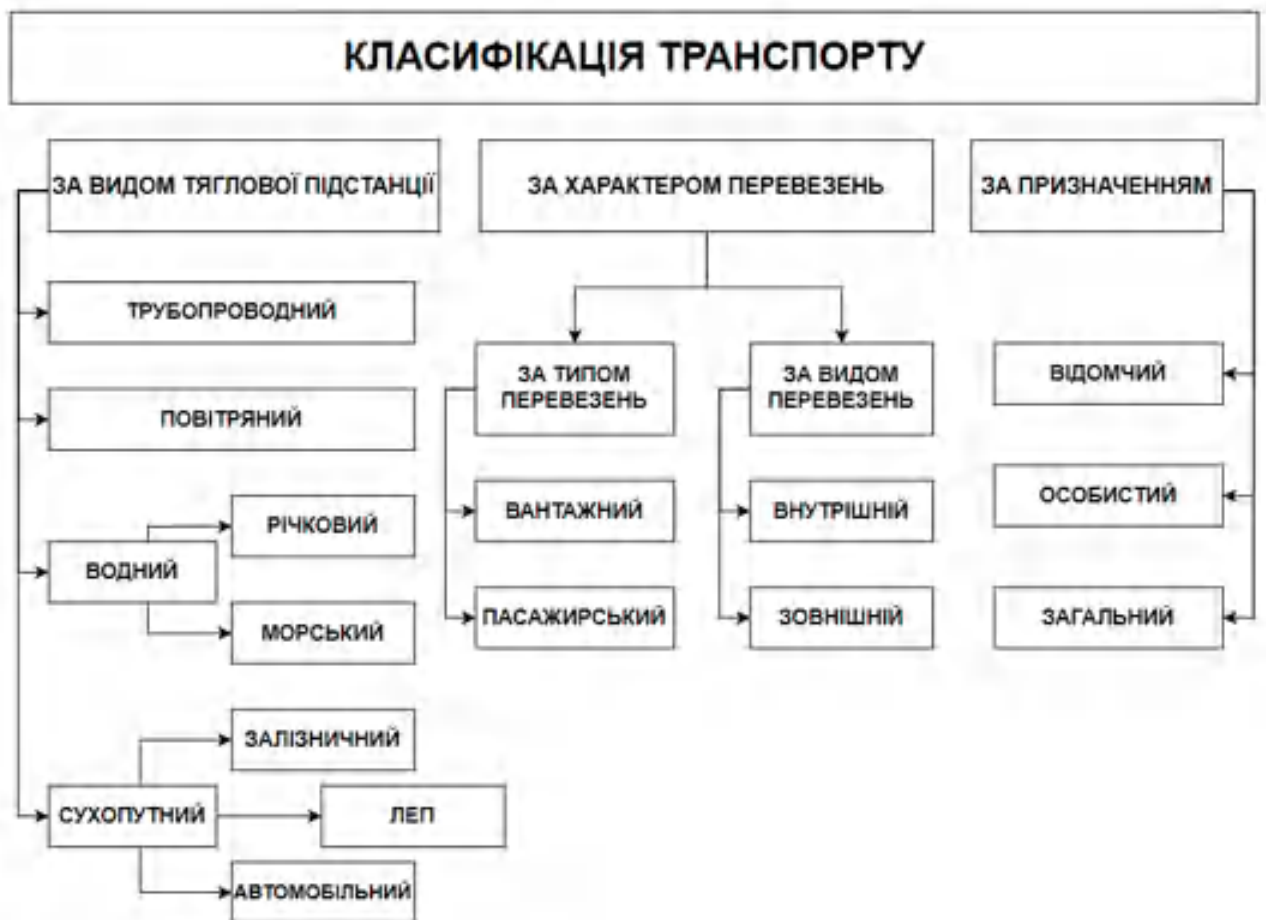 КЛАСИФІКАЦІЯ ТРАНСПОРТУ
ЗА ВИДОМ ТЯГЛОВОЇ ПІДСТАНЦІЇ
ТРУБОПРОВОДНИЙ
ПОВІТРЯНИЙ
ВОДНИЙ
РІЧКОВИЙ
МОРСЬКИЙ
СУХОПУТНИЙ
ЗАЛІЗНИЧНИЙ
ЛЕП
АВТОМОБІЛЬНИЙ
ЗА ХАРАКТЕРОМ ПЕРЕВЕЗЕНЬ
ЗА ТИПОМ
ПЕРЕВЕЗЕНЬ
ВАНТАЖНИЙ
ПАСАЖИРСЬКИЙ
ЗА ВИДОМ
ПЕРЕВЕЗЕНЬ
ВНУТРІШНІЙ
ЗОВНІШНІЙ
ЗА ПРИЗНАЧЕННЯМ
ВІДОМЧИЙ
ОСОБИСТИЙ
ЗАГАЛЬНИЙ